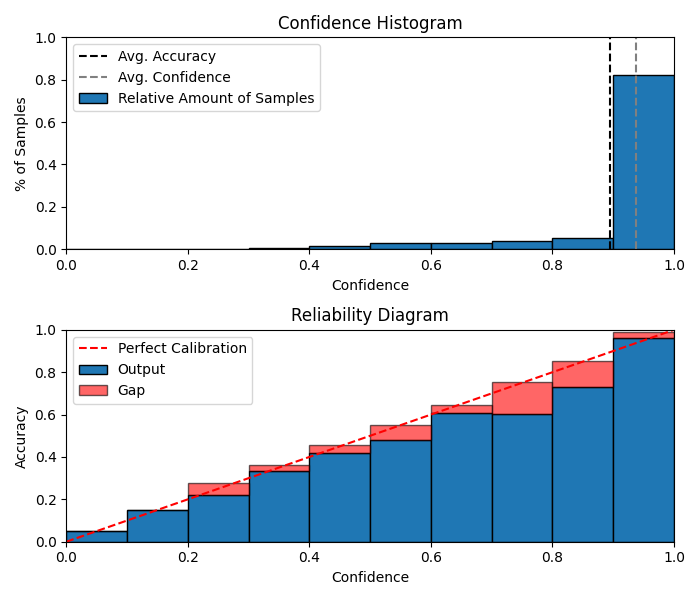 Confidence Histogram
% of Samples
1.0
0.8
0.6
0.4
0.2
0.0
Avg. Accuracy
Avg. Confidence
Relative Amount of Samples
0.0 0.2 0.4 0.6 0.8 1.0
Confidence
Reliability Diagram
Accuracy
1.0
0.8
0.6
0.4
0.2
0.0
Perfect Calibration
Output
Gap
0.0 0.2 0.4 0.6 0.8 1.0
Confidence